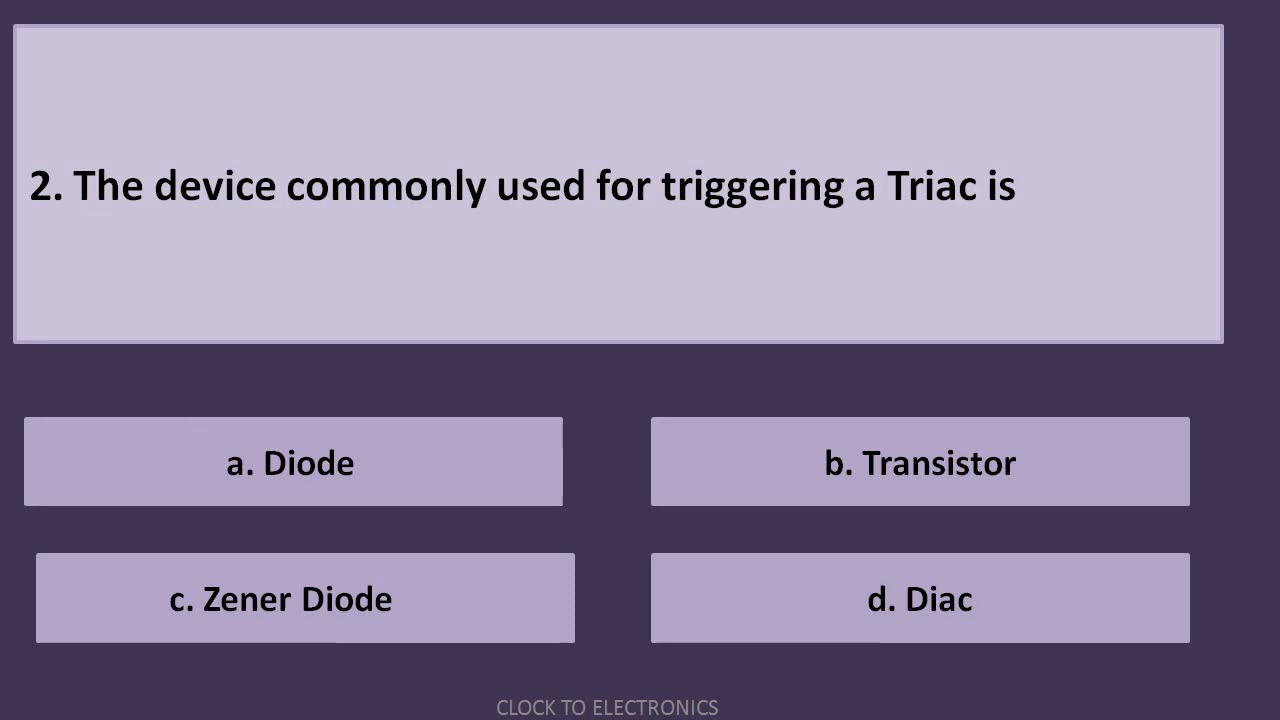 2. The device commonly used for triggering a Triac is
a. Diode
b. Transistor
c. Zener Diode
d. Diac
CLOCK TO ELECTRONICS